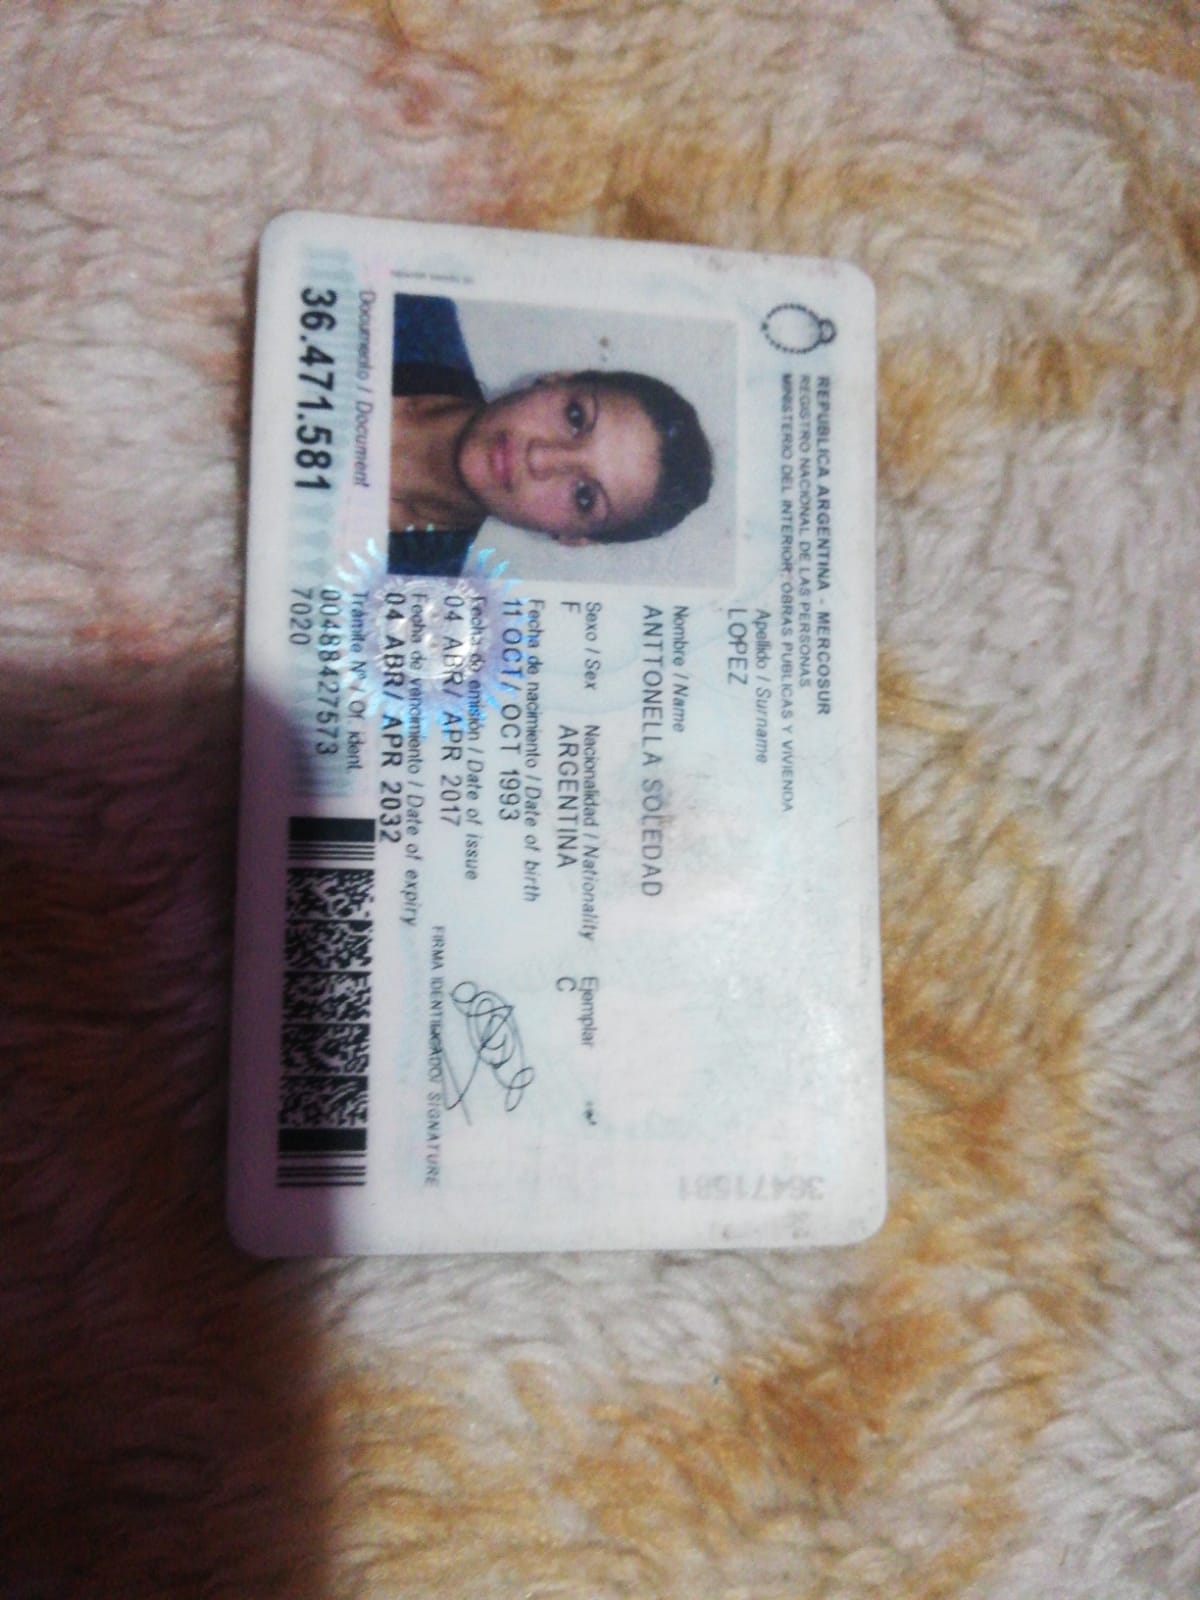 REPUBLICA ARGENTINA - MERCOSUR
REGISTRO NACIONAL DE LAS PERSONAS
MINISTERIO DEL INTERIOR, OBRAS PUBLICAS Y VIVIENDA
Apellido / Surname
LOPEZ
Nombre / Name
ANTTONELLA SOLEDAD
Sexo / Sex Nacionalidad / Nationality Ejemplar
F ARGENTINA C
Fecha de nacimiento / Date of birth
11 OCT/ OCT 1993
Fecha de emisión / Date of issue
04 ABR/ APR 2017
Fecha de vencimiento / Date of expiry
04 ABR/ APR 2032
FIRMA IDENTIFICADO/ SIGNATURE
Documento / Document
36.471.581
Trámite Nº / Of. ident.
00488427573
7020
36471581